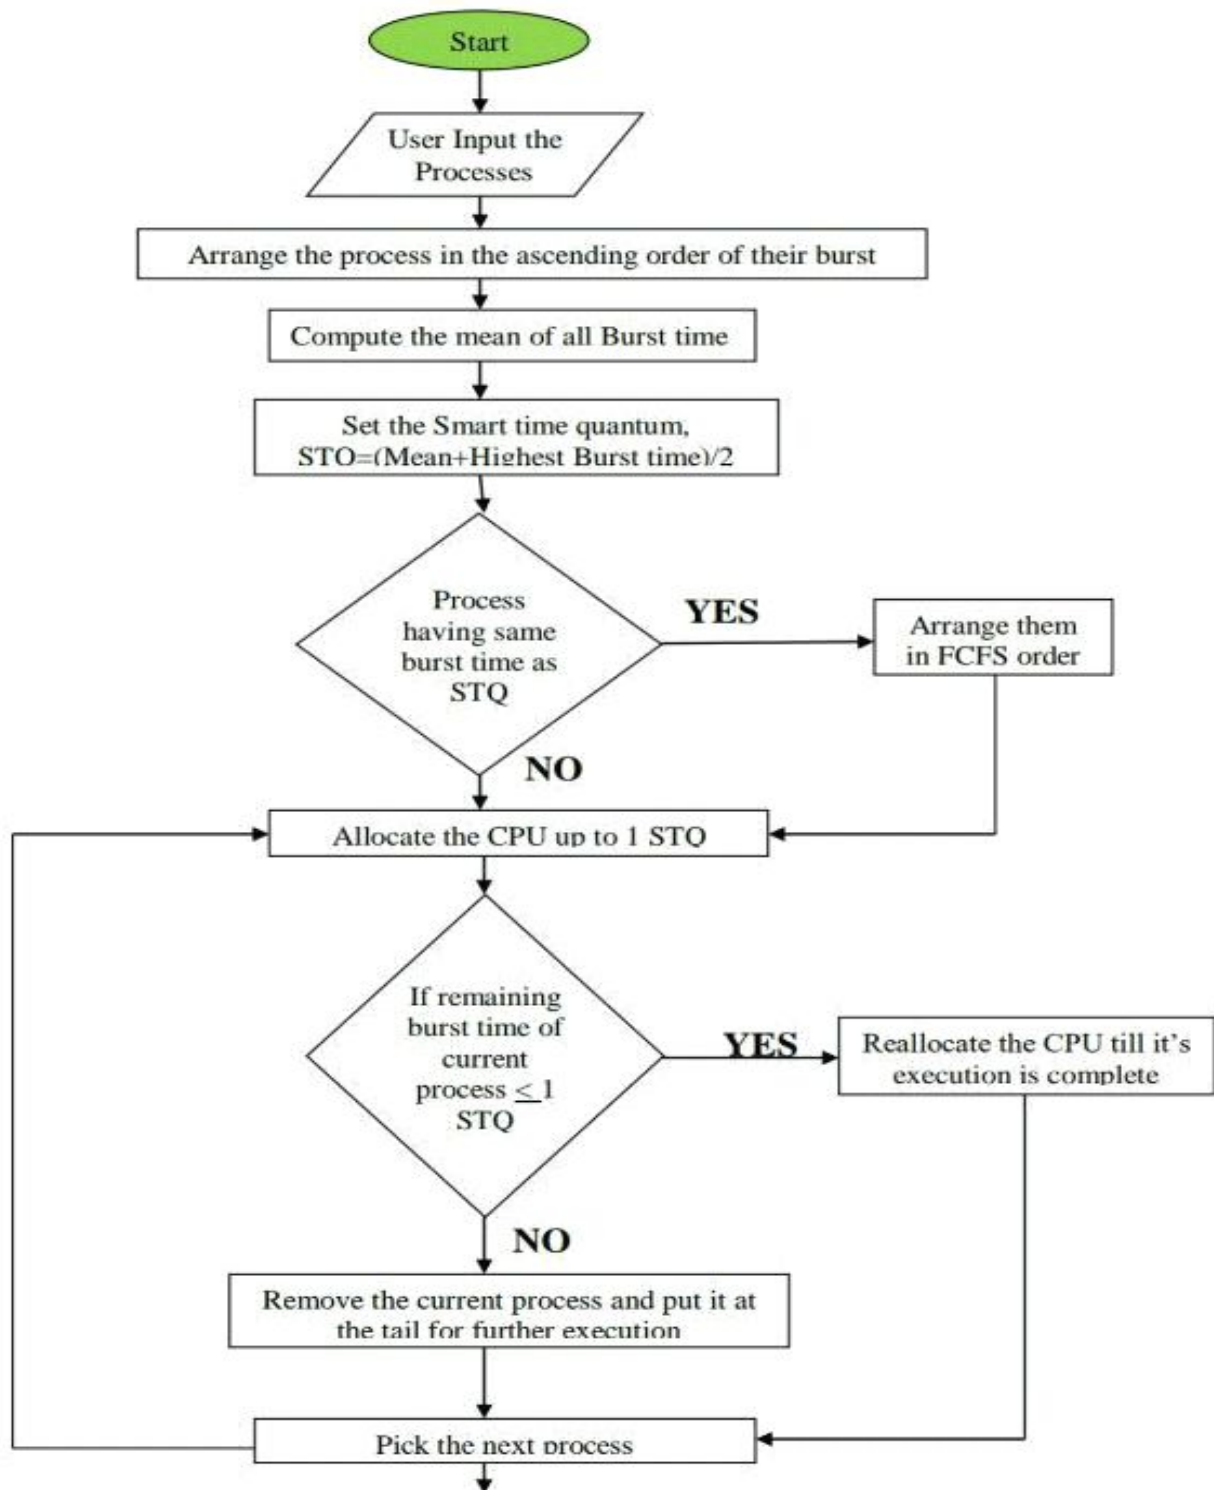 Start
User Input the
Processes
Arrange the process in the ascending order of their burst
Compute the mean of all Burst time
Set the Smart time quantum,
STQ=(Mean+Highest Burst time)/2
Process
having same
burst time as
STQ
YES
Arrange them
in FCFS order
NO
Allocate the CPU up to 1 STQ
If remaining
burst time of
current
process < 1
STQ
YES
Reallocate the CPU till it's
execution is complete
NO
Remove the current process and put it at
the tail for further execution
Pick the next process